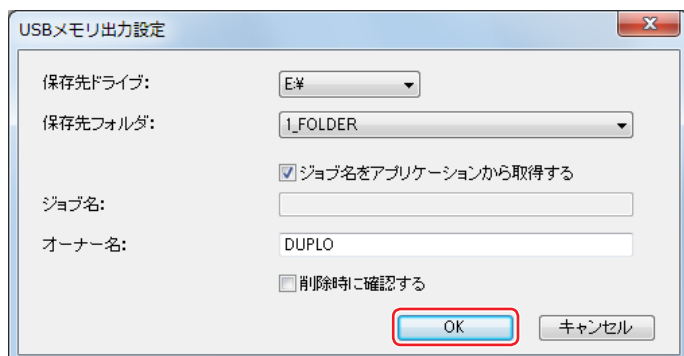 USBメモリ出力設定
保存先ドライブ: E:¥
保存先フォルダ: 1_FOLDER
ジョブ名をアプリケーションから取得する
ジョブ名:
オーナー名: DUPLO
削除時に確認する
OK キャンセル